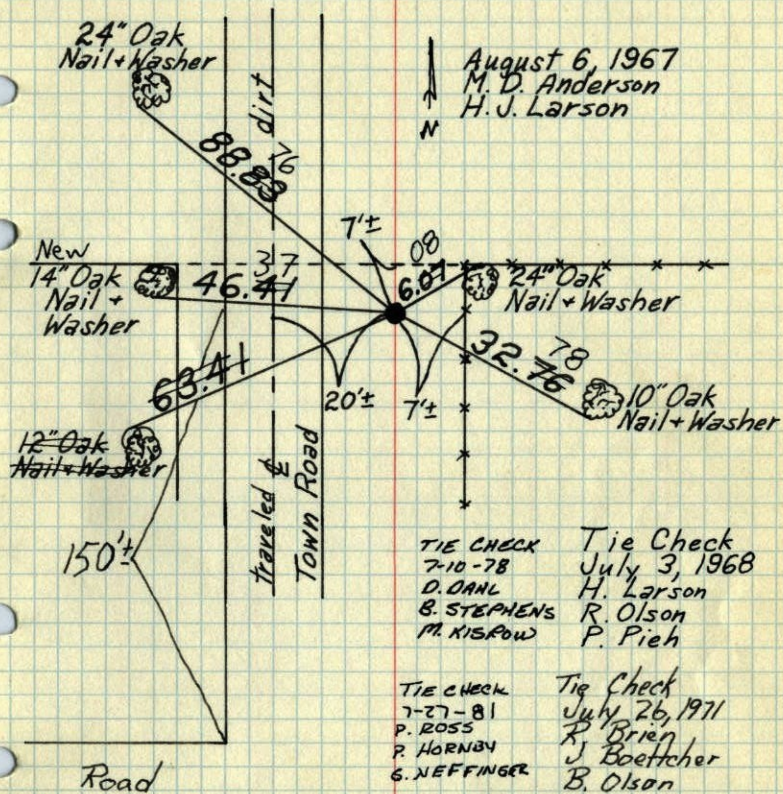 24" Oak
Nail + Washer
dirt
August 6, 1967
M. D. Anderson
H. J. Larson
N
88.83
76
7'±
08
New
14" Oak
Nail +
Washer
37
46.41
6.07
24" Oak
Nail + Washer
63.41
32.76
78
20'±
7'±
10" Oak
Nail + Washer
12" Oak
Nail + Washer
150'±
traveled ℄
Town Road
TIE CHECK
7-10-78
D. DAHL
B. STEPHENS
M. KISROW
Tie Check
July 3, 1968
H. Larson
R. Olson
P. Pieh
TIE CHECK
7-27-81
P. ROSS
P. HORNBY
G. NEFFINGER
Tie Check
July 26, 1971
R. Brien
J. Boettcher
B. Olson
Road